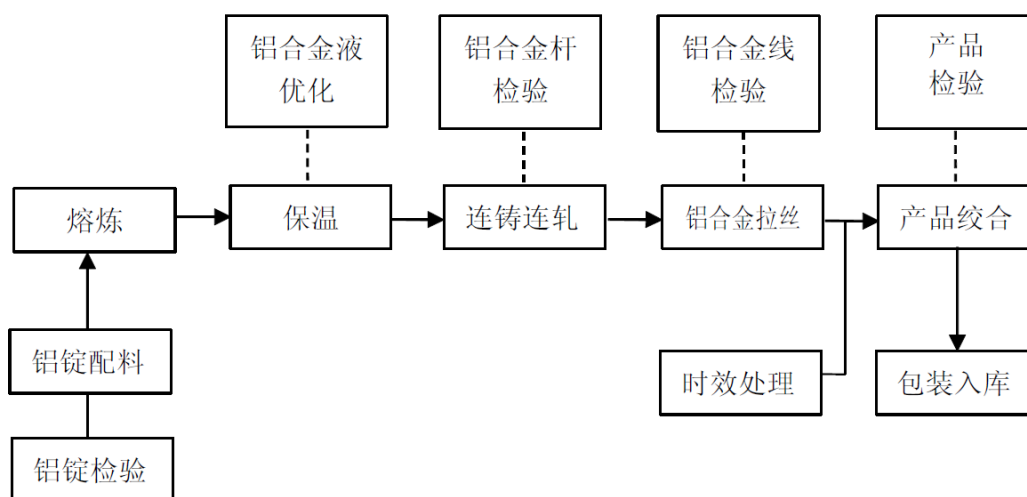 铝合金液
优化
铝合金杆
检验
铝合金线
检验
产品
检验
熔炼
保温
连铸连轧
铝合金拉丝
产品绞合
铝锭配料
时效处理
包装入库
铝锭检验